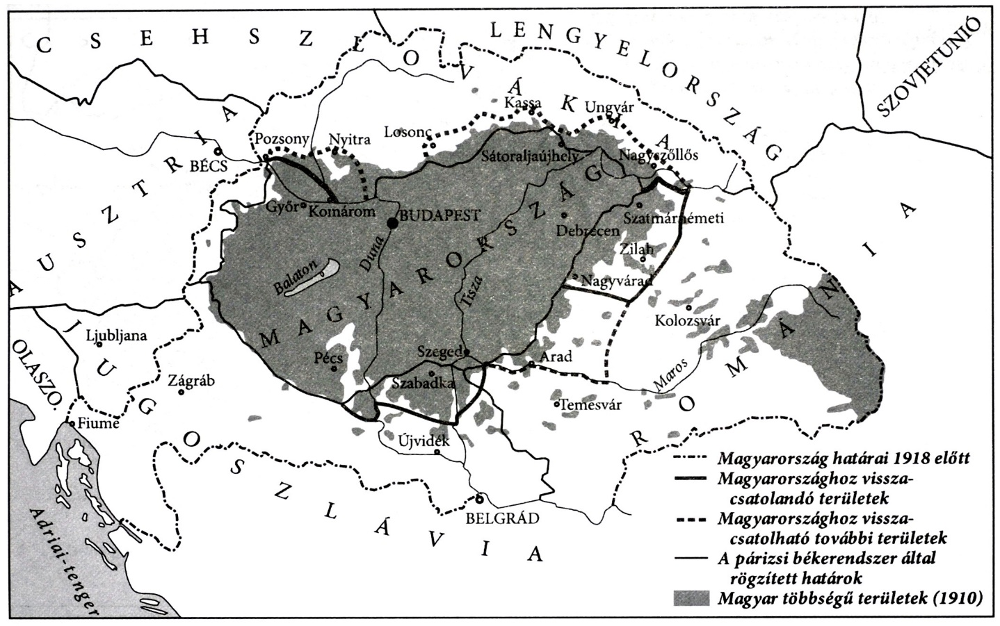 CSEHSZLOVÁKIA
LENGYELORSZÁG
SZOVJETUNIÓ
AUSZTRIA
BÉCS
Pozsony
Nyitra
Losonc
Kassa
Ungvár
Sátoraljaújhely
Nagyszőllős
Győr
Komárom
BUDAPEST
Debrecen
Szatmárnémeti
Zilah
Nagyvárad
Kolozsvár
Balaton
Duna
Tisza
MAGYARORSZÁG
ROMÁNIA
Maros
Ljubljana
OLASZO.
Zágráb
Fiume
Pécs
Szeged
Szabadka
Arad
Temesvár
Újvidék
BELGRÁD
JUGOSZLÁVIA
Adriai-tenger
Magyarország határai 1918 előtt
Magyarországhoz vissza-
csatolandó területek
Magyarországhoz vissza-
csatolható további területek
A párizsi békerendszer által
rögzített határok
Magyar többségű területek (1910)